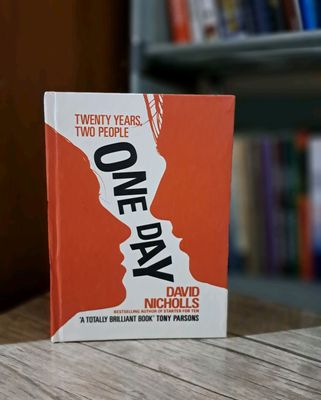 TWENTY YEARS,
TWO PEOPLE
ONE DAY
DAVID
NICHOLLS
BESTSELLING AUTHOR OF STARTER FOR TEN
'A TOTALLY BRILLIANT BOOK' TONY PARSONS